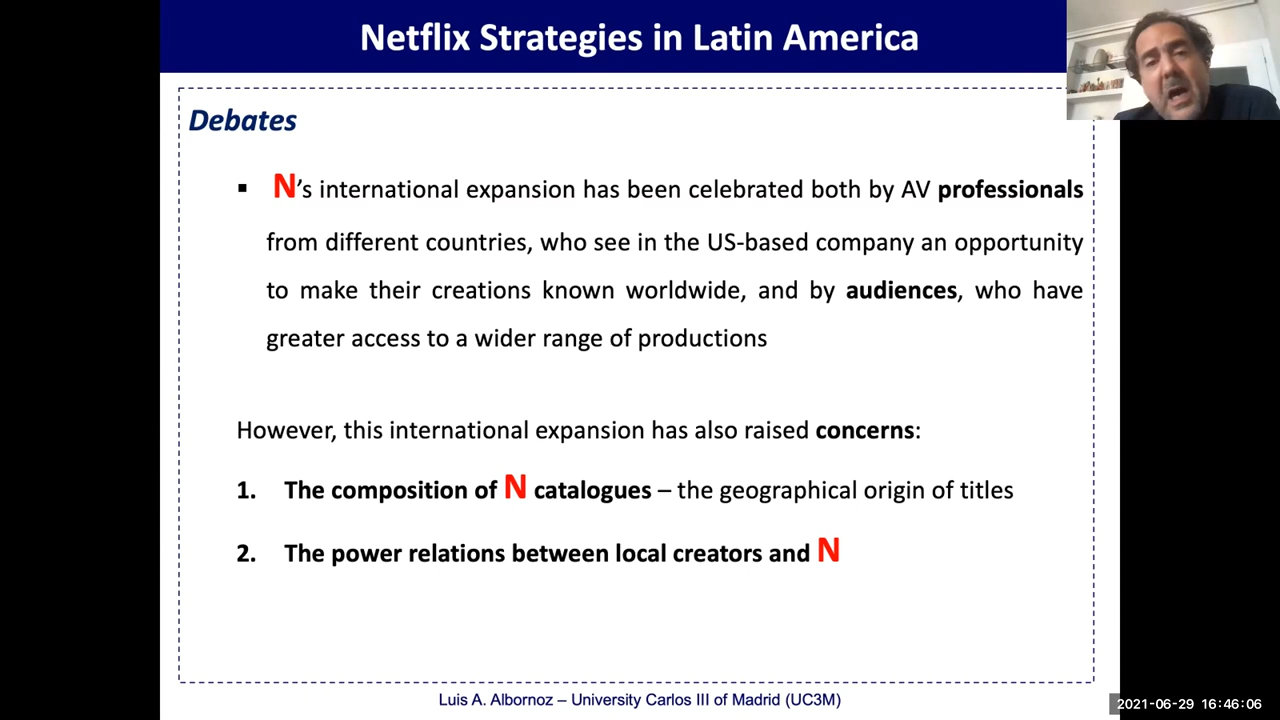 Netflix Strategies in Latin America
Debates
▪ N’s international expansion has been celebrated both by AV professionals
from different countries, who see in the US-based company an opportunity
to make their creations known worldwide, and by audiences, who have
greater access to a wider range of productions
However, this international expansion has also raised concerns:
1. The composition of N catalogues – the geographical origin of titles
2. The power relations between local creators and N
Luis A. Albornoz – University Carlos III of Madrid (UC3M)
2021-06-29 16:46:06